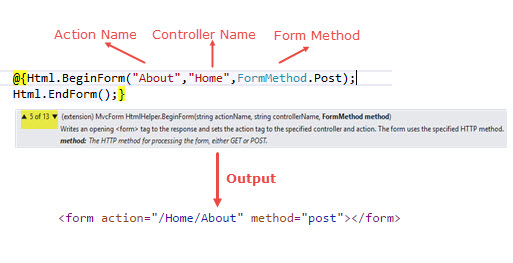 Action Name Controller Name Form Method
@{Html.BeginForm("About","Home",FormMethod.Post);
Html.EndForm();}
▲ 5 of 13 ▼ (extension) MvcForm HtmlHelper.BeginForm(string actionName, string controllerName, FormMethod method)
Writes an opening <form> tag to the response and sets the action tag to the specified controller and action. The form uses the specified HTTP method.
method: The HTTP method for processing the form, either GET or POST.
Output
<form action="/Home/About" method="post"></form>